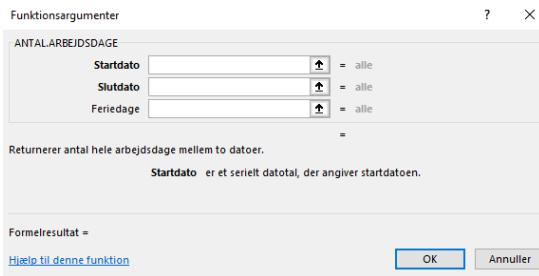 Funktionsargumenter ? ×
ANTAL.ARBEJDSDAGE
Startdato = alle
Slutdato = alle
Feriedage = alle
=
Returnerer antal hele arbejdsdage mellem to datoer.
Startdato er et serielt datotal, der angiver startdatoen.
Formelresultat =
Hjælp til denne funktion OK Annuller